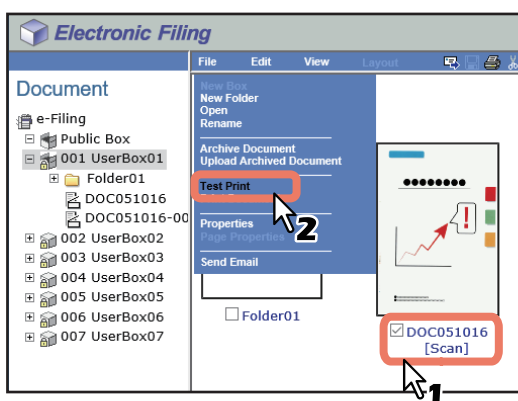 Electronic Filing
File Edit View Layout
Document
e-Filing
Public Box
001 UserBox01
Folder01
DOC051016
DOC051016-00
002 UserBox02
003 UserBox03
004 UserBox04
005 UserBox05
006 UserBox06
007 UserBox07
New Box
New Folder
Open
Rename
Archive Document
Upload Archived Document
Test Print
Properties
Page Properties
Send Email
2
!
Folder01
DOC051016
[Scan]
1